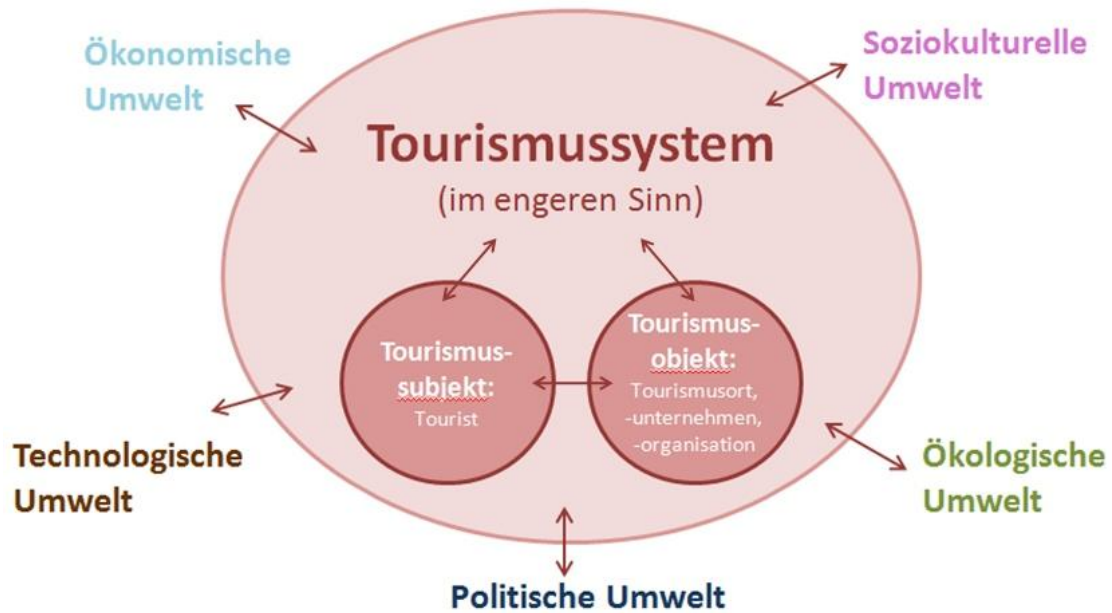 Ökonomische
Umwelt
Soziokulturelle
Umwelt
Tourismussystem
(im engeren Sinn)
Tourismus-
subjekt:
Tourist
Tourismus-
objekt:
Tourismusort,
-unternehmen,
-organisation
Technologische
Umwelt
Ökologische
Umwelt
Politische Umwelt